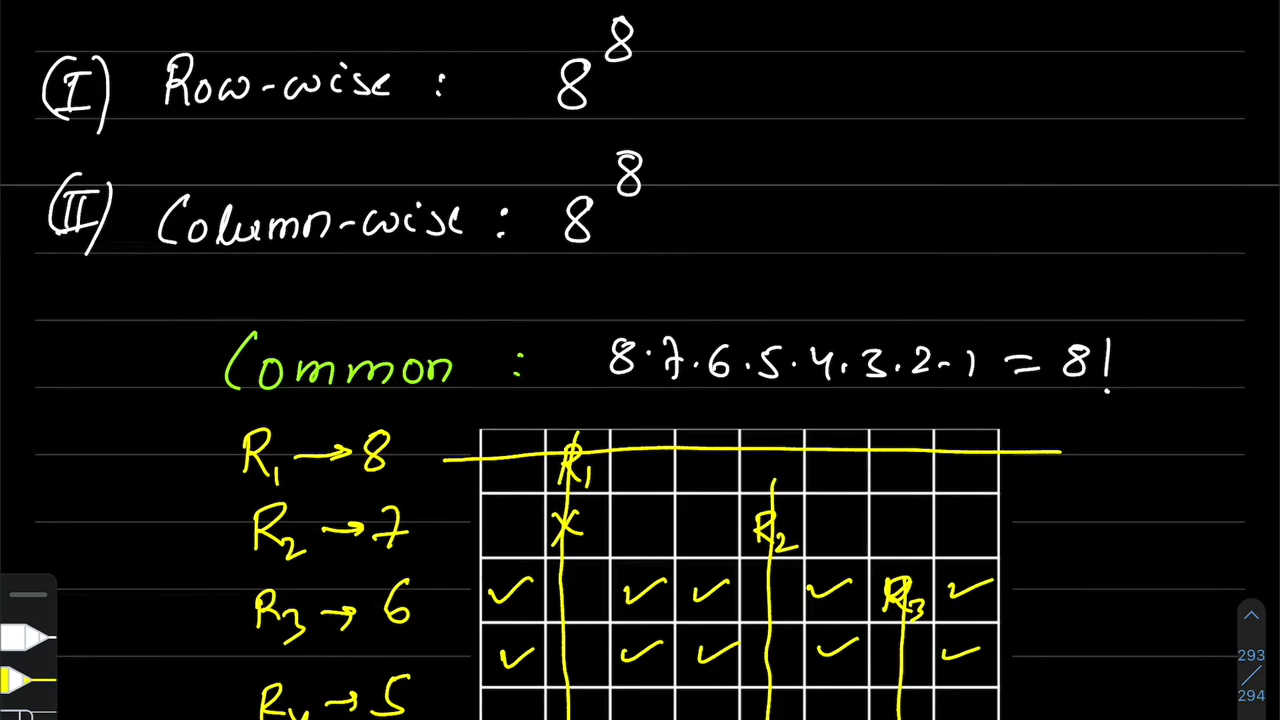 (I) Row-wise : 8^8
(II) Column-wise : 8^8
Common : 8·7·6·5·4·3·2·1 = 8!
R₁ → 8
R₁
R₂ → 7
X R₂
R₃ → 6
✓ ✓ ✓ ✓ R₃ ✓
✓ ✓ ✓ ✓ ✓
R₄ → 5
293
294